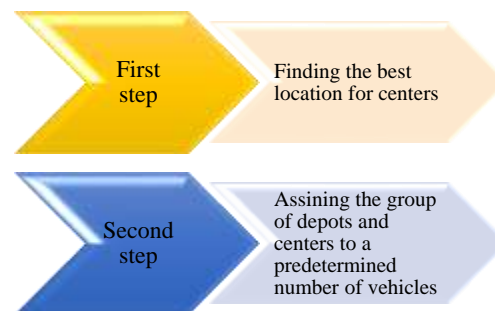 First
step
Finding the best
location for centers
Second
step
Assining the group
of depots and
centers to a
predetermined
number of vehicles